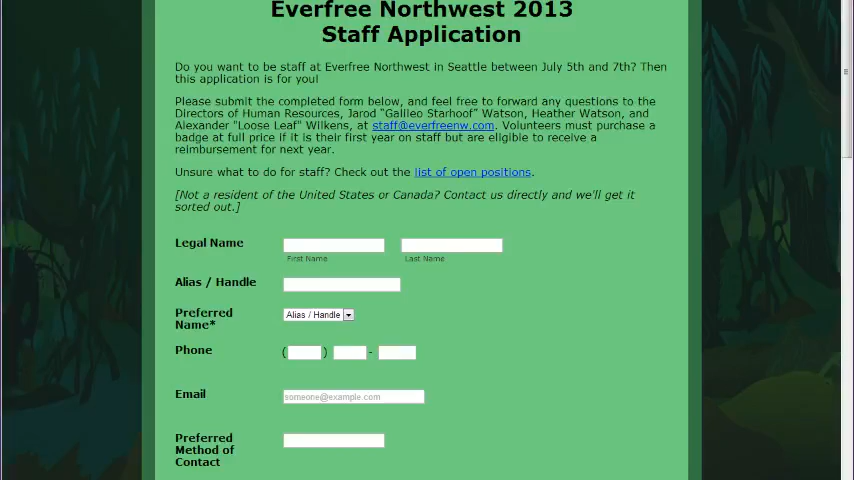 Everfree Northwest 2013
Staff Application
Do you want to be staff at Everfree Northwest in Seattle between July 5th and 7th? Then
this application is for you!
Please submit the completed form below, and feel free to forward any questions to the
Directors of Human Resources, Jarod "Galileo Starhoof" Watson, Heather Watson, and
Alexander "Loose Leaf" Wilkens, at staff@everfreenw.com. Volunteers must purchase a
badge at full price if it is their first year on staff but are eligible to receive a
reimbursement for next year.
Unsure what to do for staff? Check out the list of open positions.
[Not a resident of the United States or Canada? Contact us directly and we'll get it
sorted out.]
Legal Name
First Name Last Name
Alias / Handle
Preferred
Name* Alias / Handle
Phone ( ) -
Email someone@example.com
Preferred
Method of
Contact